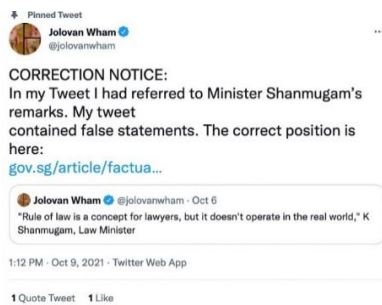 Pinned Tweet
Jolovan Wham
@jolovanwham
CORRECTION NOTICE:
In my Tweet I had referred to Minister Shanmugam's
remarks. My tweet
contained false statements. The correct position is
here:
gov.sg/article/factua...
Jolovan Wham @jolovanwham · Oct 6
"Rule of law is a concept for lawyers, but it doesn't operate in the real world," K
Shanmugam, Law Minister
1:12 PM · Oct 9, 2021 · Twitter Web App
1 Quote Tweet 1 Like